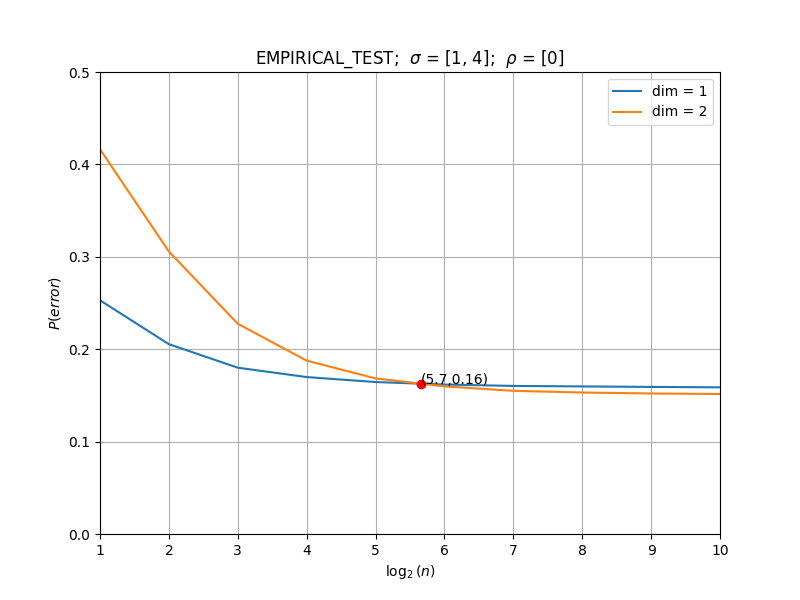 EMPIRICAL_TEST; σ = [1, 4]; ρ = [0]
dim = 1
dim = 2
0.5
0.4
0.3
0.2
0.1
0.0
P(error)
(5.7,0.16)
1 2 3 4 5 6 7 8 9 10
log₂(n)